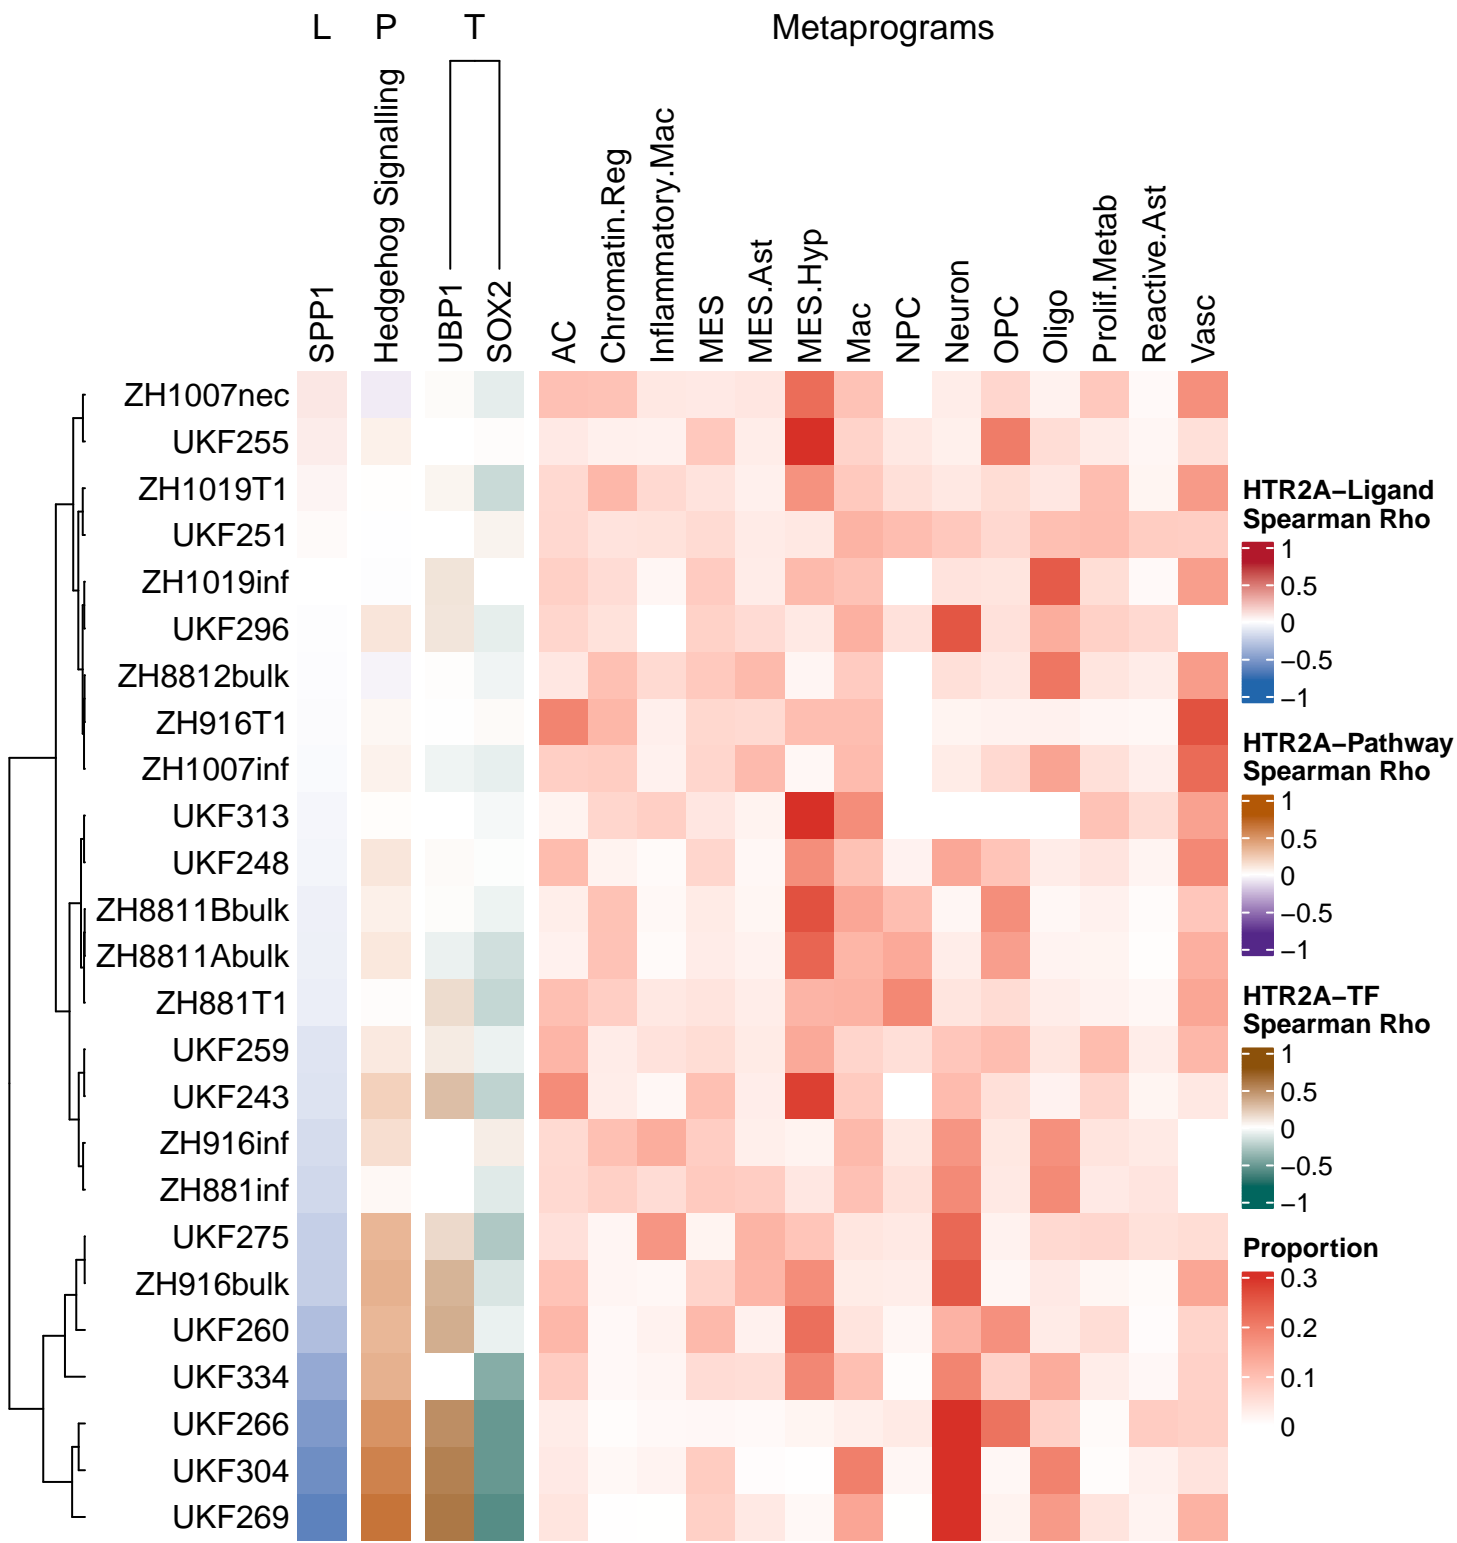 L P T Metaprograms
SPP1
Hedgehog Signalling
UBP1
SOX2
AC
Chromatin.Reg
Inflammatory.Mac
MES
MES.Ast
MES.Hyp
Mac
NPC
Neuron
OPC
Oligo
Prolif.Metab
Reactive.Ast
Vasc
ZH1007nec
UKF255
ZH1019T1
UKF251
ZH1019inf
UKF296
ZH8812bulk
ZH916T1
ZH1007inf
UKF313
UKF248
ZH8811Bbulk
ZH8811Abulk
ZH881T1
UKF259
UKF243
ZH916inf
ZH881inf
UKF275
ZH916bulk
UKF260
UKF334
UKF266
UKF304
UKF269
HTR2A−Ligand
Spearman Rho
1
0.5
0
−0.5
−1
HTR2A−Pathway
Spearman Rho
1
0.5
0
−0.5
−1
HTR2A−TF
Spearman Rho
1
0.5
0
−0.5
−1
Proportion
0.3
0.2
0.1
0